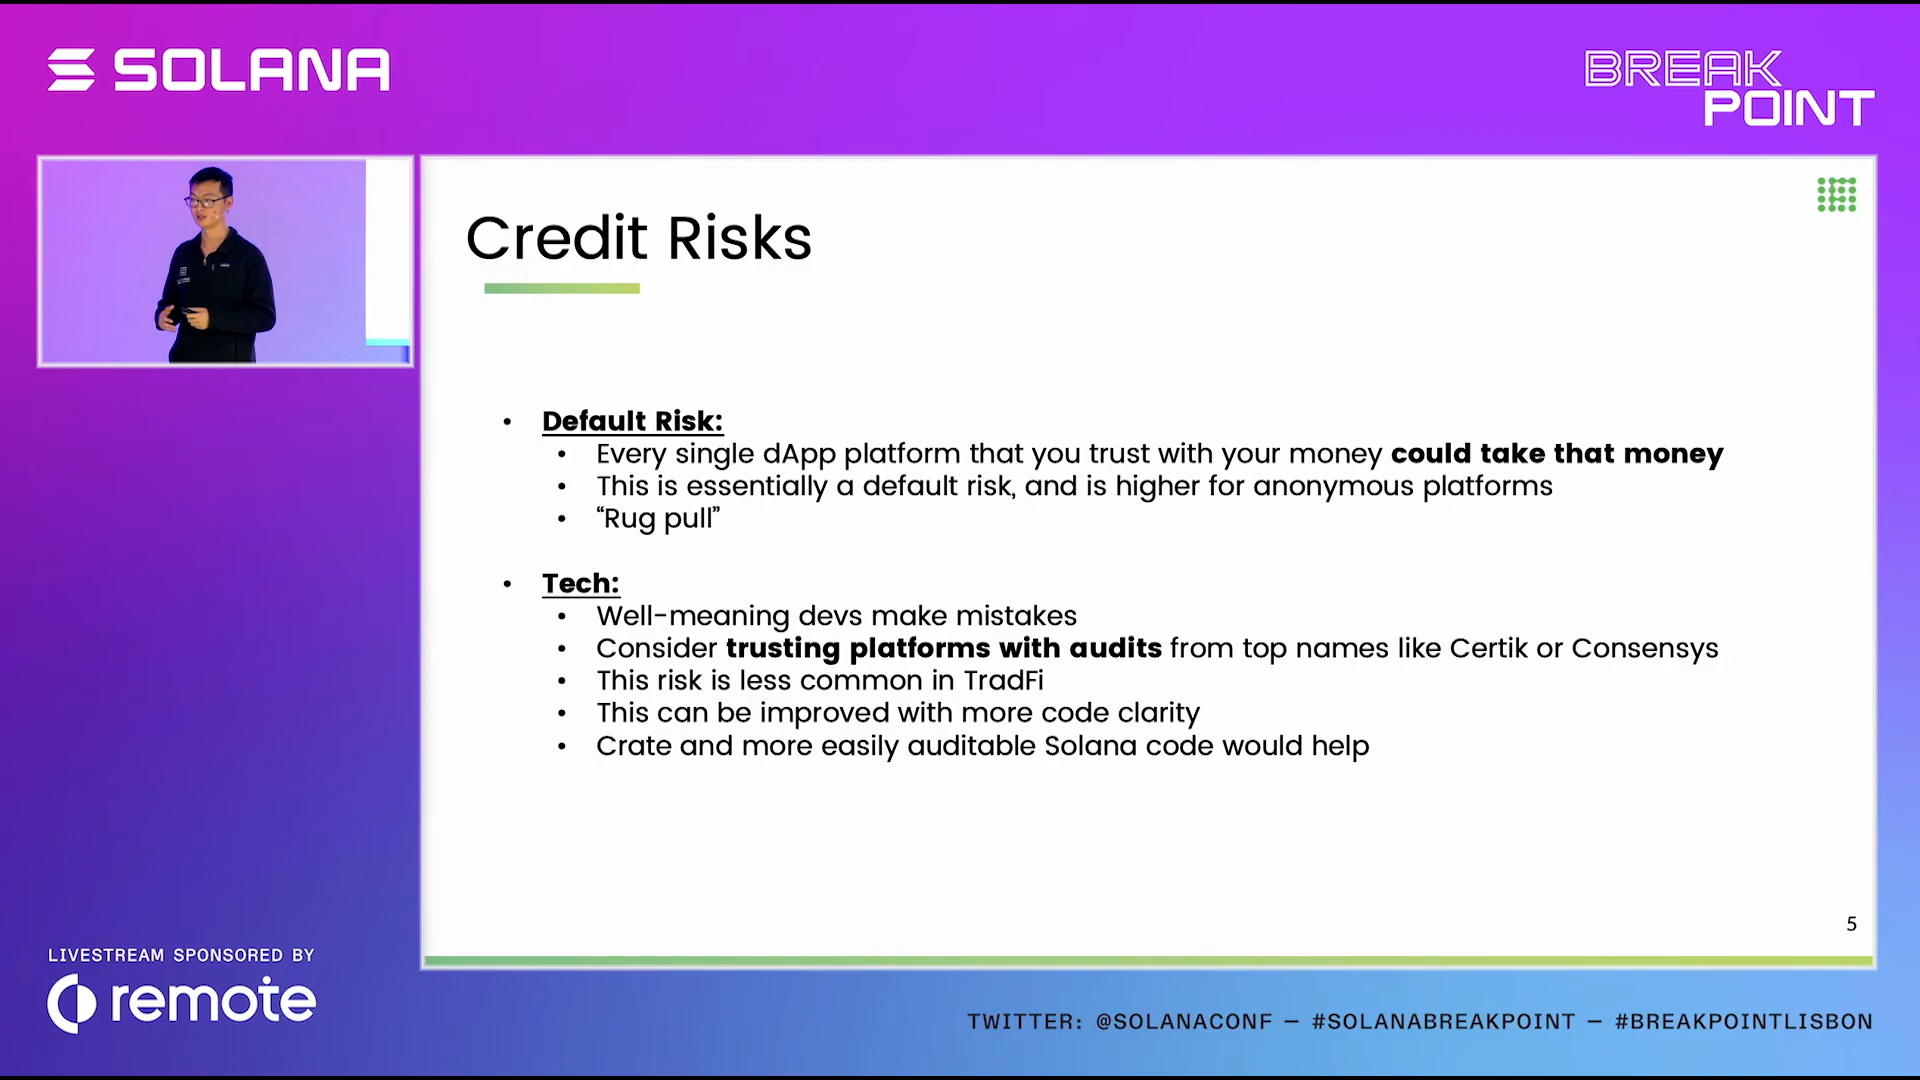 SOLANA
BREAK
POINT
Credit Risks
• Default Risk:
• Every single dApp platform that you trust with your money could take that money
• This is essentially a default risk, and is higher for anonymous platforms
• “Rug pull”
• Tech:
• Well-meaning devs make mistakes
• Consider trusting platforms with audits from top names like Certik or Consensys
• This risk is less common in TradFi
• This can be improved with more code clarity
• Crate and more easily auditable Solana code would help
5
LIVESTREAM SPONSORED BY
remote
TWITTER: @SOLANACONF — #SOLANABREAKPOINT — #BREAKPOINTLISBON